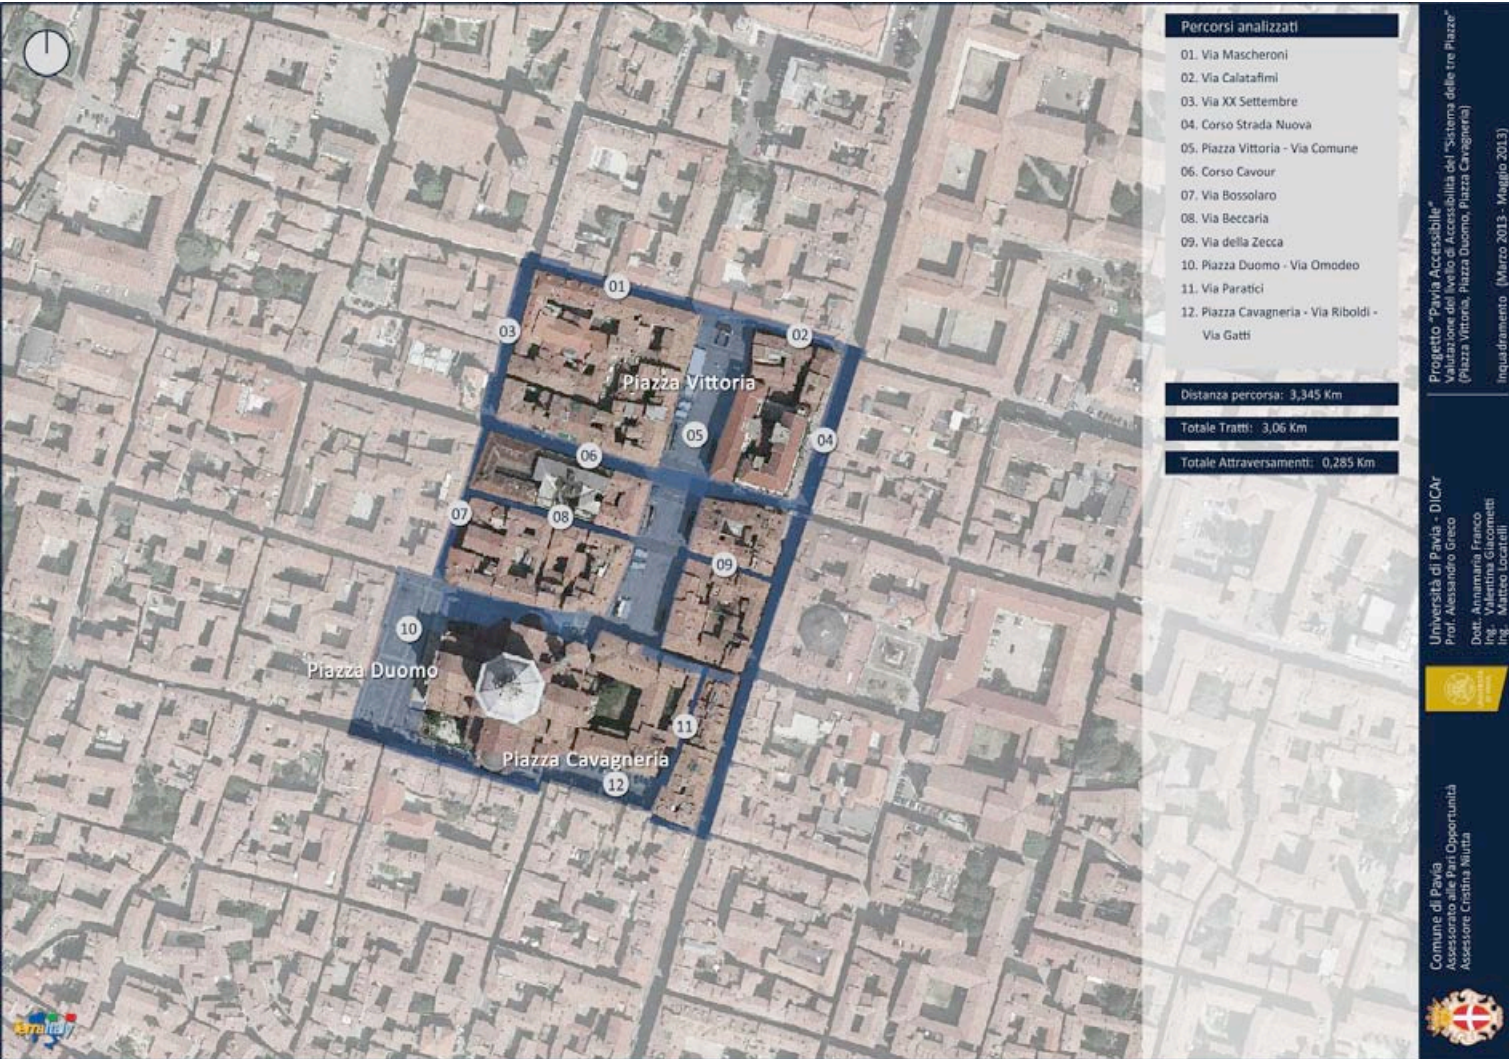 Percorsi analizzati
01. Via Mascheroni
02. Via Calatafimi
03. Via XX Settembre
04. Corso Strada Nuova
05. Piazza Vittoria - Via Comune
06. Corso Cavour
07. Via Bossolaro
08. Via Beccaria
09. Via della Zecca
10. Piazza Duomo - Via Omodeo
11. Via Paratici
12. Piazza Cavagneria - Via Riboldi -
Via Gatti
Distanza percorsa: 3,345 Km
Totale Tratti: 3,06 Km
Totale Attraversamenti: 0,285 Km
01
03
02
Piazza Vittoria
05
04
06
07
08
09
10
Piazza Duomo
11
Piazza Cavagneria
12
Progetto "Pavia Accessibile"
Valutazione del livello di Accessibilità del "Sistema delle tre Piazze"
(Piazza Vittoria, Piazza Duomo, Piazza Cavagneria)
Inquadramento (Marzo 2013 - Maggio 2013)
Università di Pavia - DICAr
Prof. Alessandro Greco
Dott. Annamaria Franco
Ing. Valentina Giacometti
Ing. Matteo Locatelli
Comune di Pavia
Assessorato alle Pari Opportunità
Assessore Cristina Niutta
TerraItaly